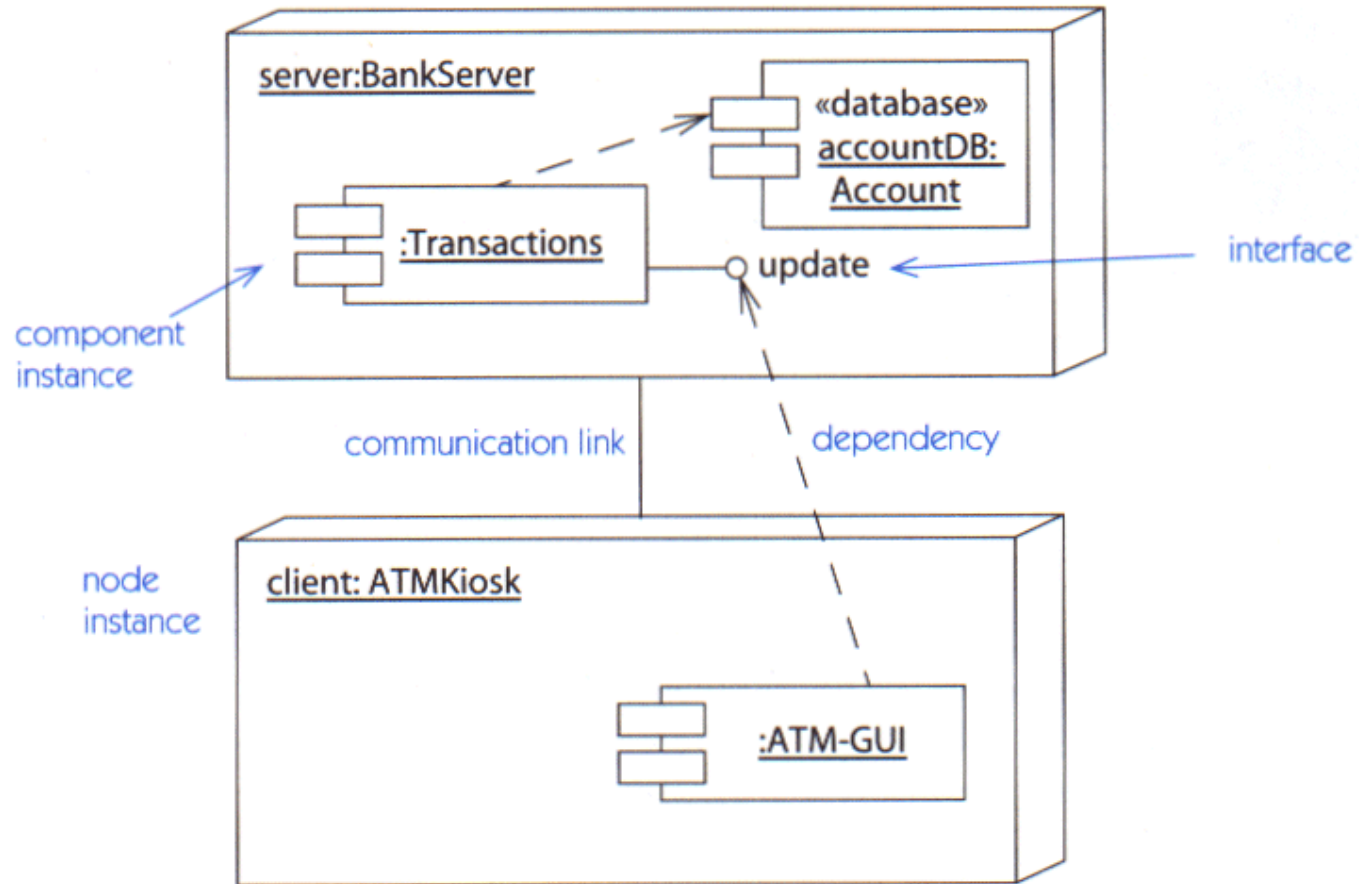 server:BankServer
«database»
accountDB:
Account
:Transactions
update
interface
component
instance
communication link
dependency
node
instance
client: ATMKiosk
:ATM-GUI